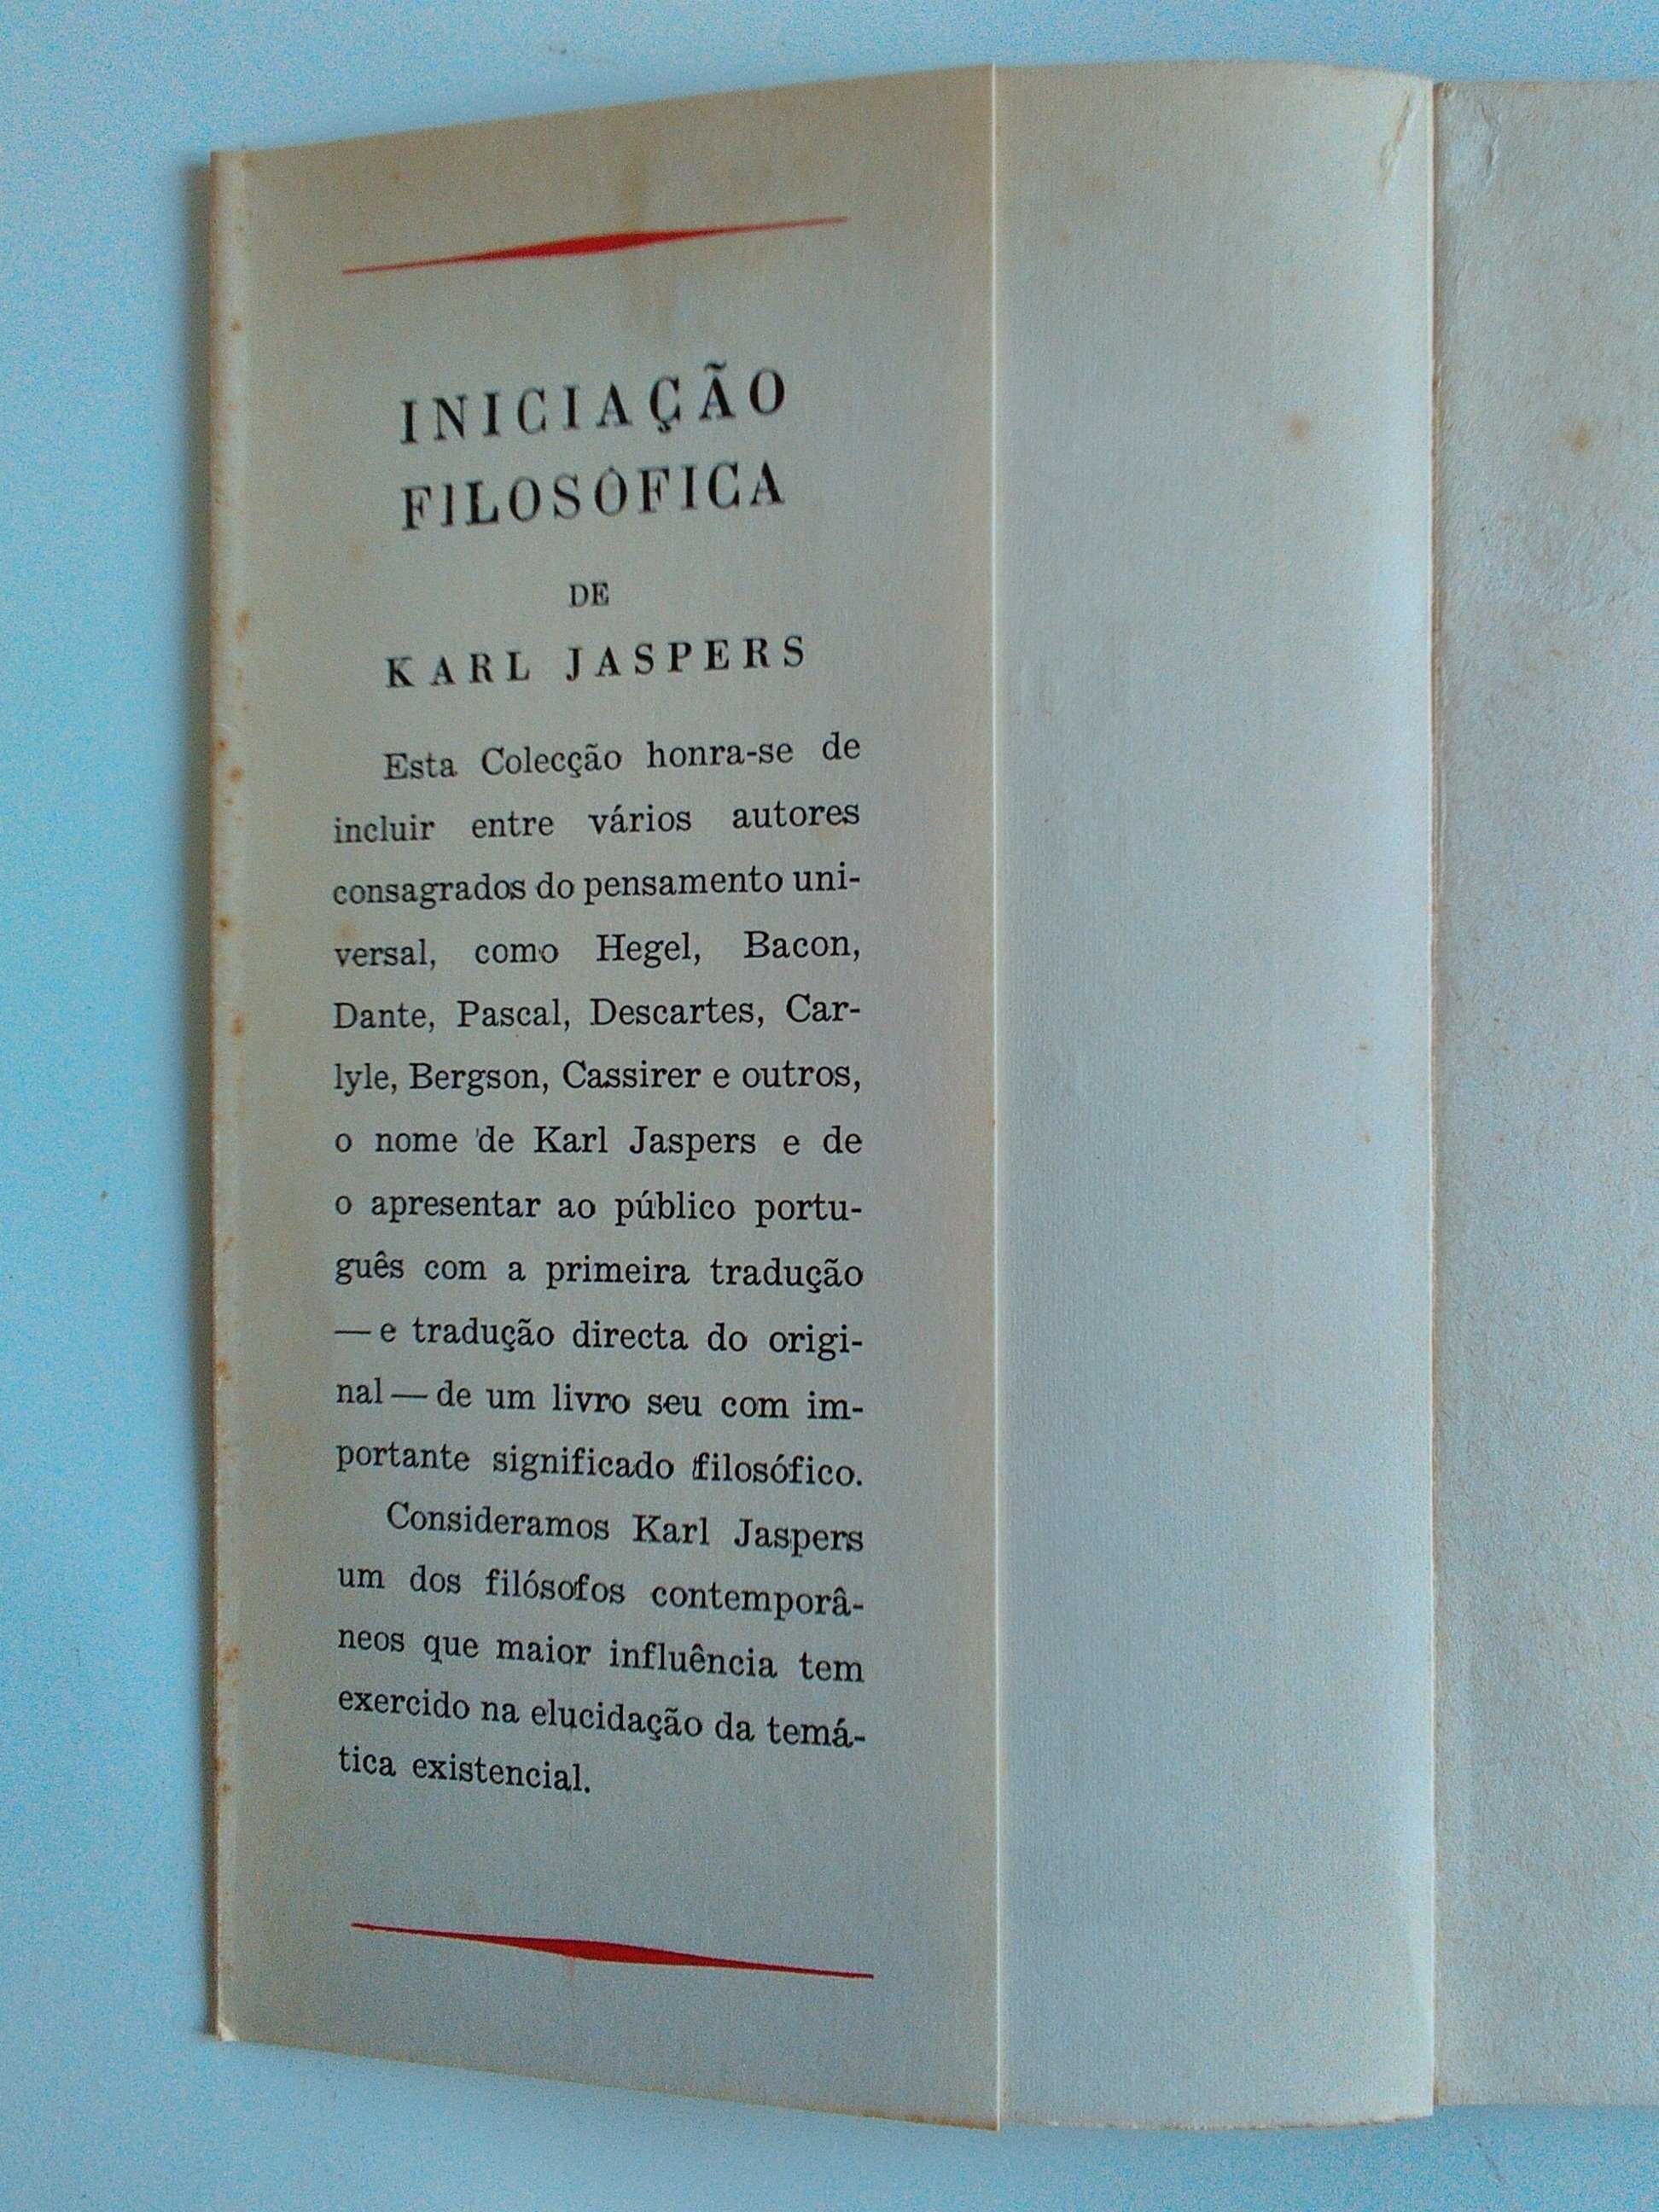 INICIAÇÃO
FILOSÓFICA
DE
KARL JASPERS
Esta Colecção honra-se de
incluir entre vários autores
consagrados do pensamento uni-
versal, como Hegel, Bacon,
Dante, Pascal, Descartes, Car-
lyle, Bergson, Cassirer e outros,
o nome de Karl Jaspers e de
o apresentar ao público portu-
guês com a primeira tradução
— e tradução directa do origi-
nal — de um livro seu com im-
portante significado filosófico.
Consideramos Karl Jaspers
um dos filósofos contemporâ-
neos que maior influência tem
exercido na elucidação da temá-
tica existencial.